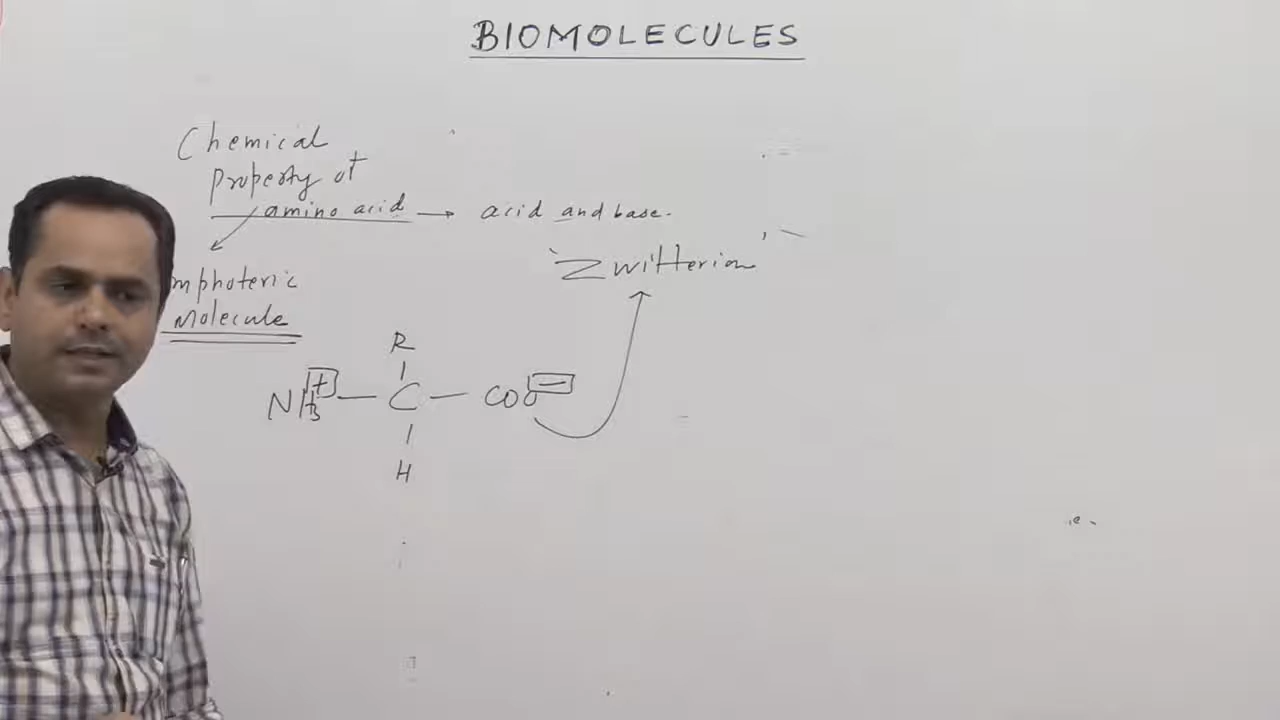 BIOMOLECULES
Chemical
property of
amino acid → acid and base.
'Zwitterion'
mphoteric
Molecule
R
NH3+ — C — COO−
H